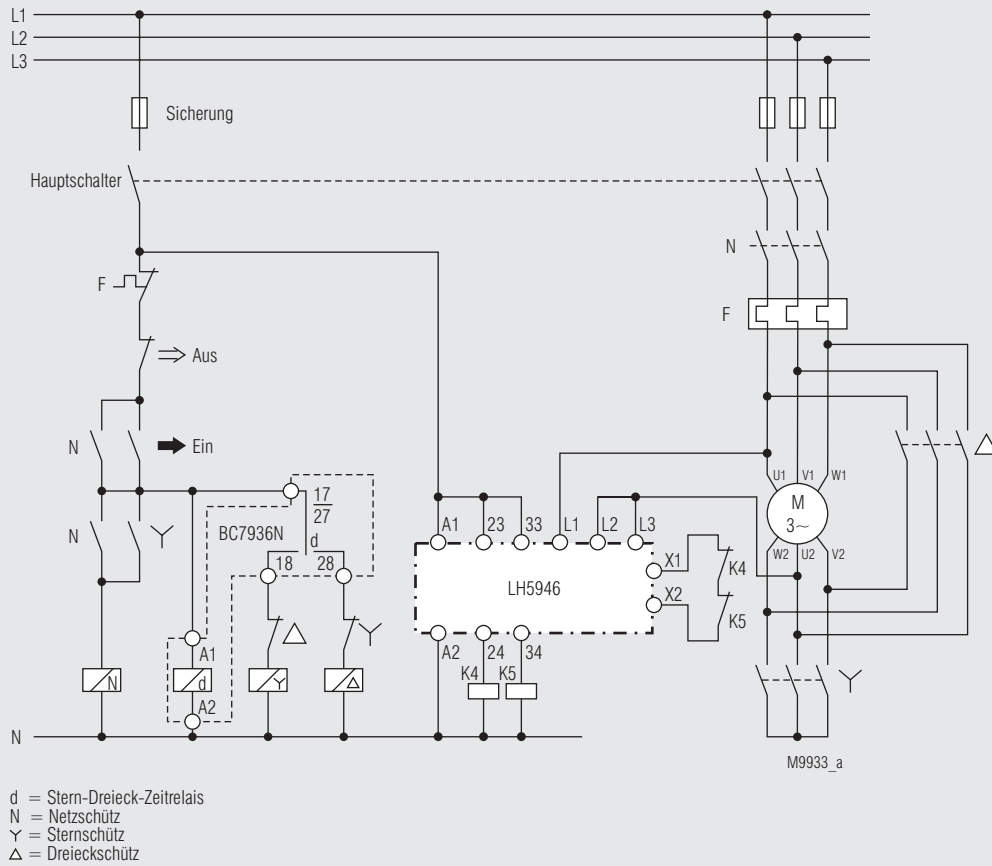 L1
L2
L3
Sicherung
Hauptschalter
N
F
F
Aus
N
Ein
U1 V1 W1
M
3~
W2 U2 V2
17
27
BC7936N
d
N
18 28
A1 23 33 L1 L2 L3
X1
K4
LH5946
X2
K5
A1
A2 24 34
N d Y Δ
K4 K5
A2
N
M9933_a
d = Stern-Dreieck-Zeitrelais
N = Netzschütz
Y = Sternschütz
Δ = Dreieckschütz